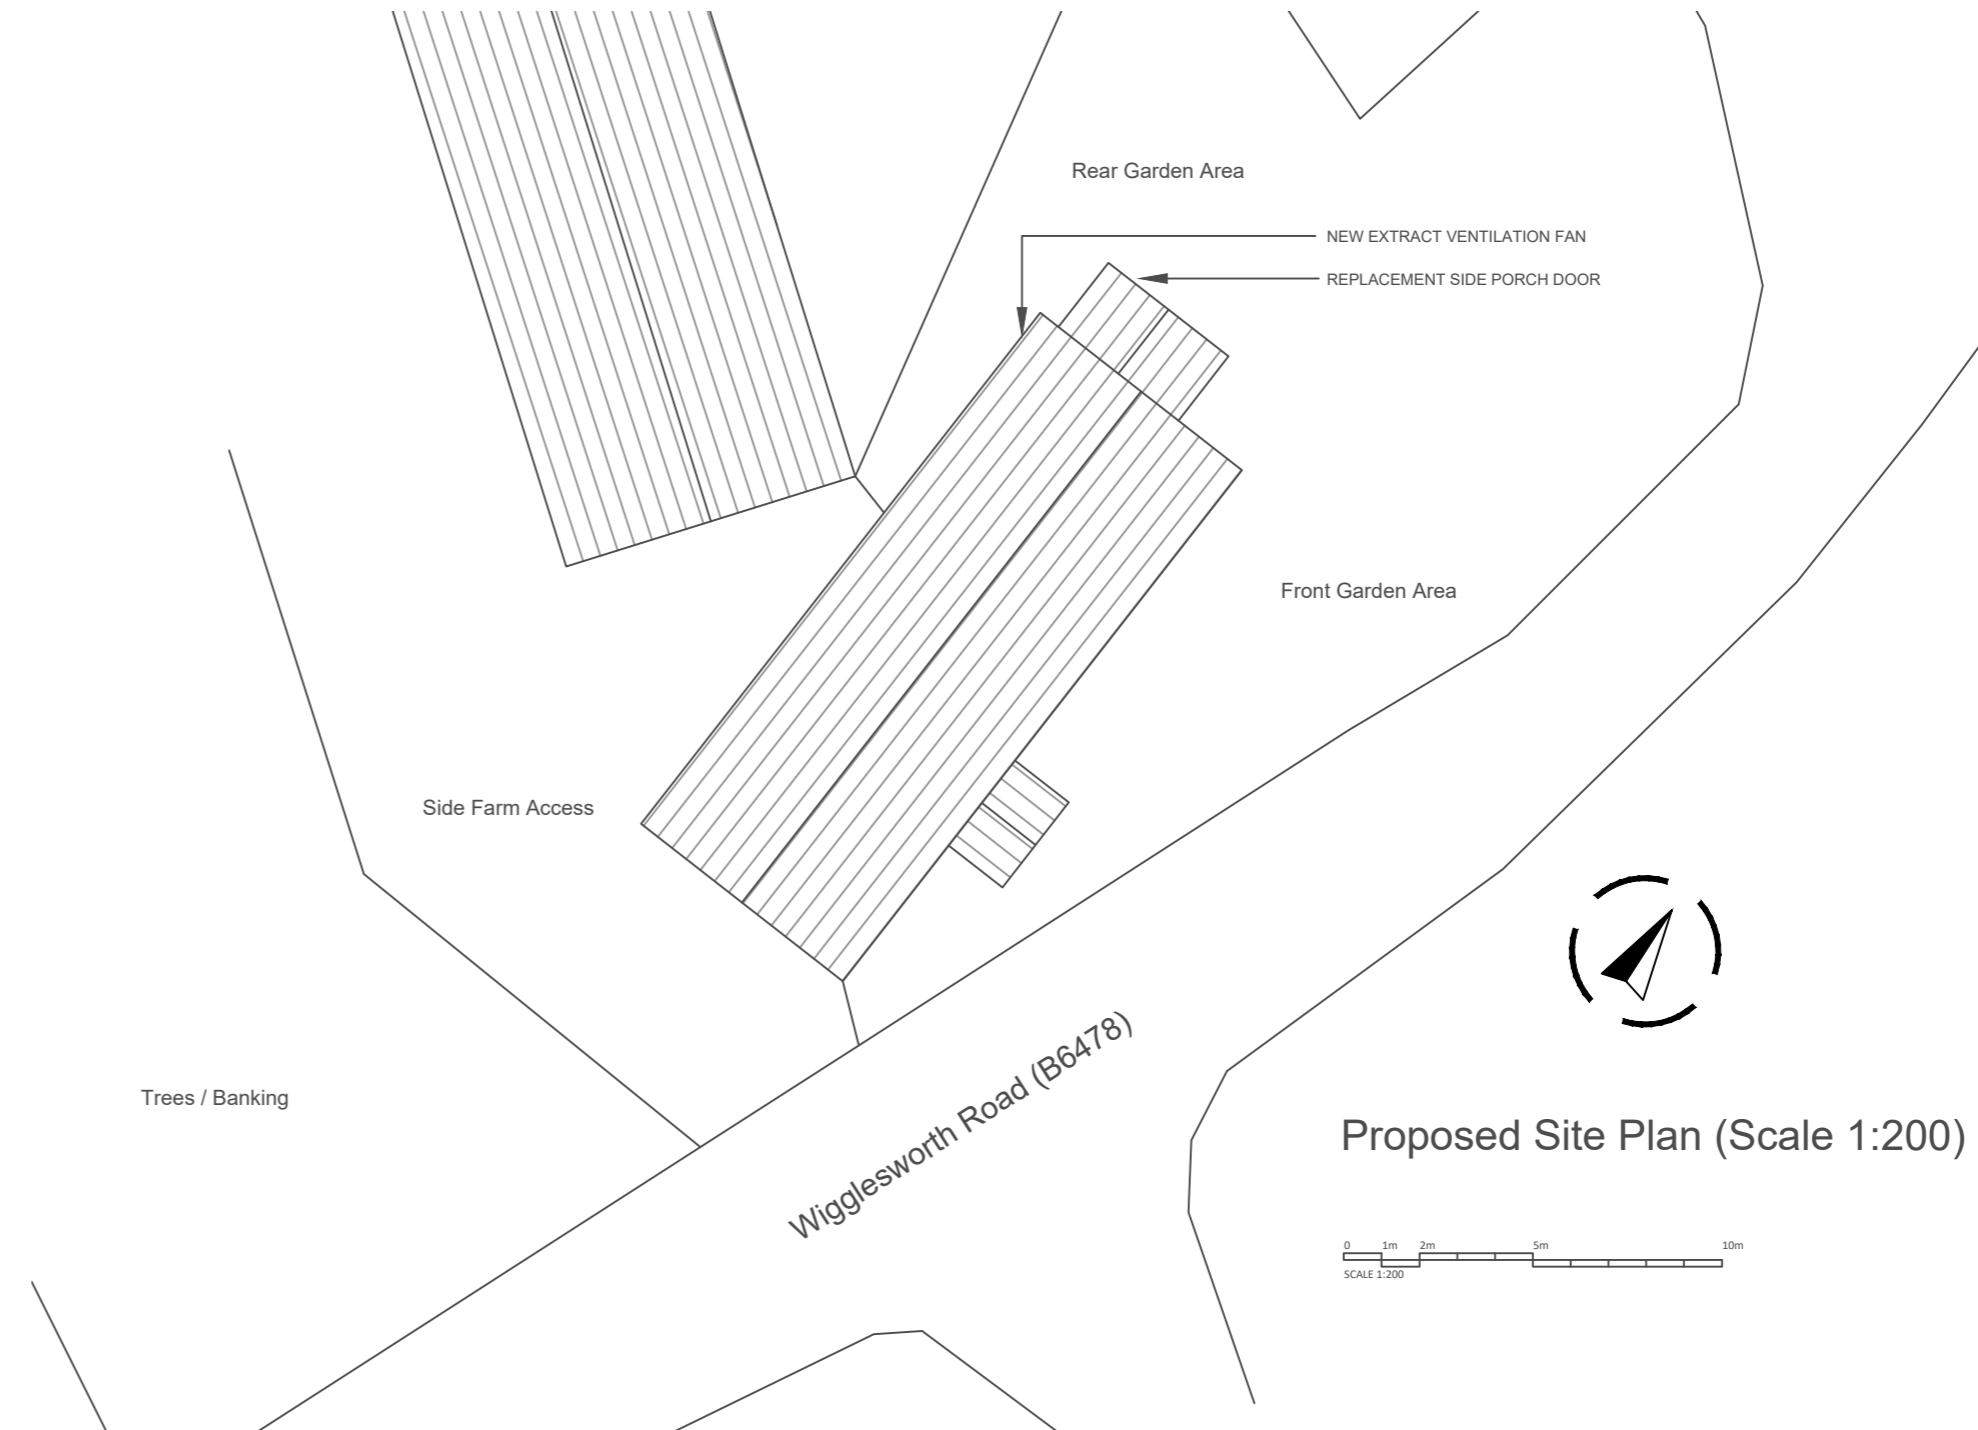 Rear Garden Area
NEW EXTRACT VENTILATION FAN
REPLACEMENT SIDE PORCH DOOR
Front Garden Area
Side Farm Access
Trees / Banking
Wigglesworth Road (B6478)
Proposed Site Plan (Scale 1:200)
0 1m 2m 5m 10m
SCALE 1:200